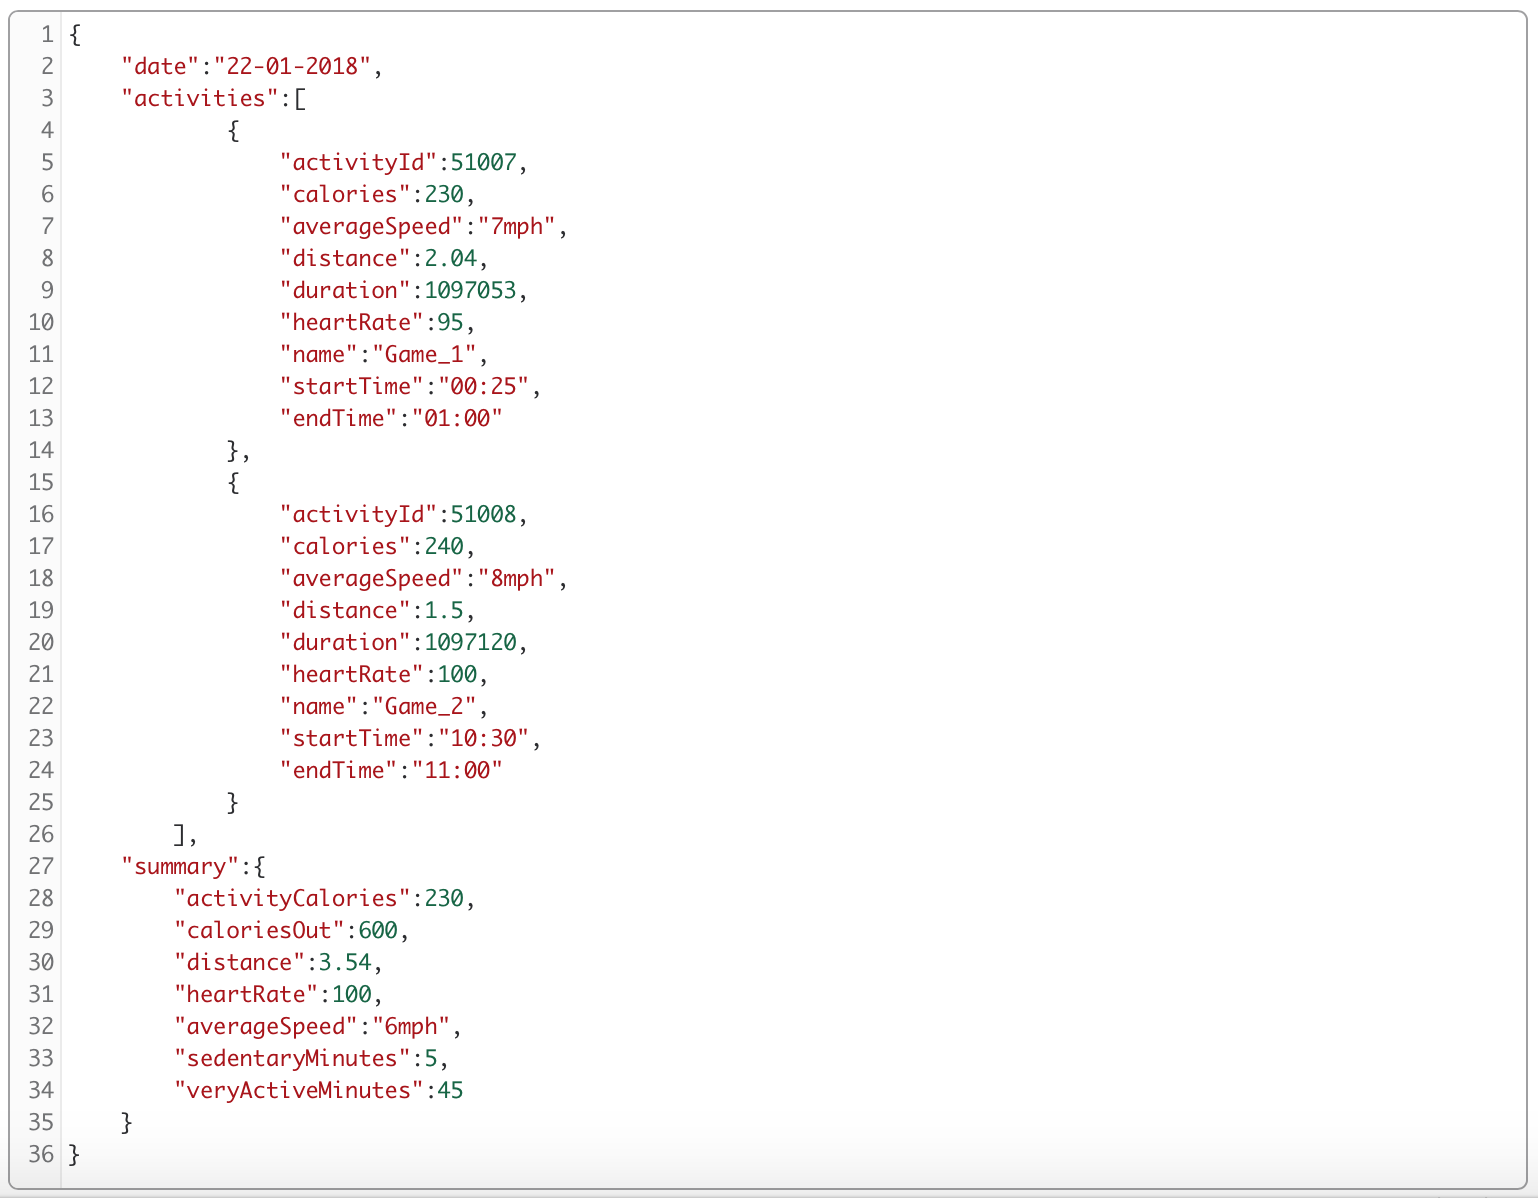 1 {
2     "date":"22-01-2018",
3     "activities":[
4             {
5                 "activityId":51007,
6                 "calories":230,
7                 "averageSpeed":"7mph",
8                 "distance":2.04,
9                 "duration":1097053,
10                 "heartRate":95,
11                 "name":"Game_1",
12                 "startTime":"00:25",
13                 "endTime":"01:00"
14             },
15             {
16                 "activityId":51008,
17                 "calories":240,
18                 "averageSpeed":"8mph",
19                 "distance":1.5,
20                 "duration":1097120,
21                 "heartRate":100,
22                 "name":"Game_2",
23                 "startTime":"10:30",
24                 "endTime":"11:00"
25             }
26         ],
27     "summary":{
28         "activityCalories":230,
29         "caloriesOut":600,
30         "distance":3.54,
31         "heartRate":100,
32         "averageSpeed":"6mph",
33         "sedentaryMinutes":5,
34         "veryActiveMinutes":45
35     }
36 }